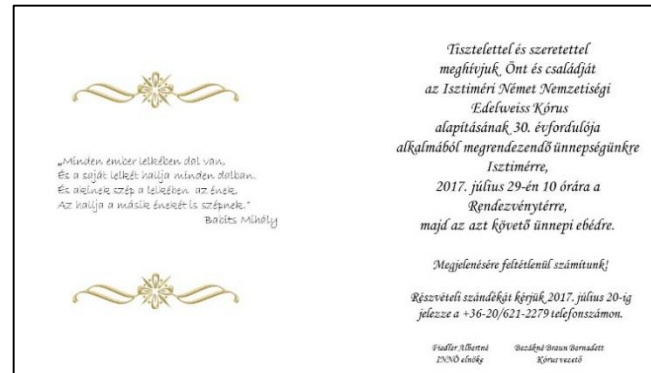 „Minden ember lelkében dal van,
És a saját lelkét hallja minden dalban.
És akinek szép a lelkében az ének,
Az hallja a másik énekét is szépnek."
Babits Mihály
Tisztelettel és szeretettel
meghívjuk Önt és családját
az Isztiméri Német Nemzetiségi
Edelweiss Kórus
alapításának 30. évfordulója
alkalmából megrendezendő ünnepségünkre
Isztimérre,
2017. július 29-én 10 órára a
Rendezvénytérre,
majd az azt követő ünnepi ebédre.
Megjelenésére feltétlenül számítunk!
Részvételi szándékát kérjük 2017. július 20-ig
jelezze a +36-20/621-2279 telefonszámon.
Fiedler Albertné Bezákné Braun Bernadett
INNÖ elnöke Kórusvezető